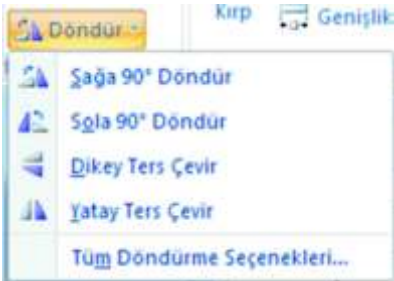 Döndür
Kırp
Genişlik:
Sağa 90° Döndür
Sola 90° Döndür
Dikey Ters Çevir
Yatay Ters Çevir
Tüm Döndürme Seçenekleri...